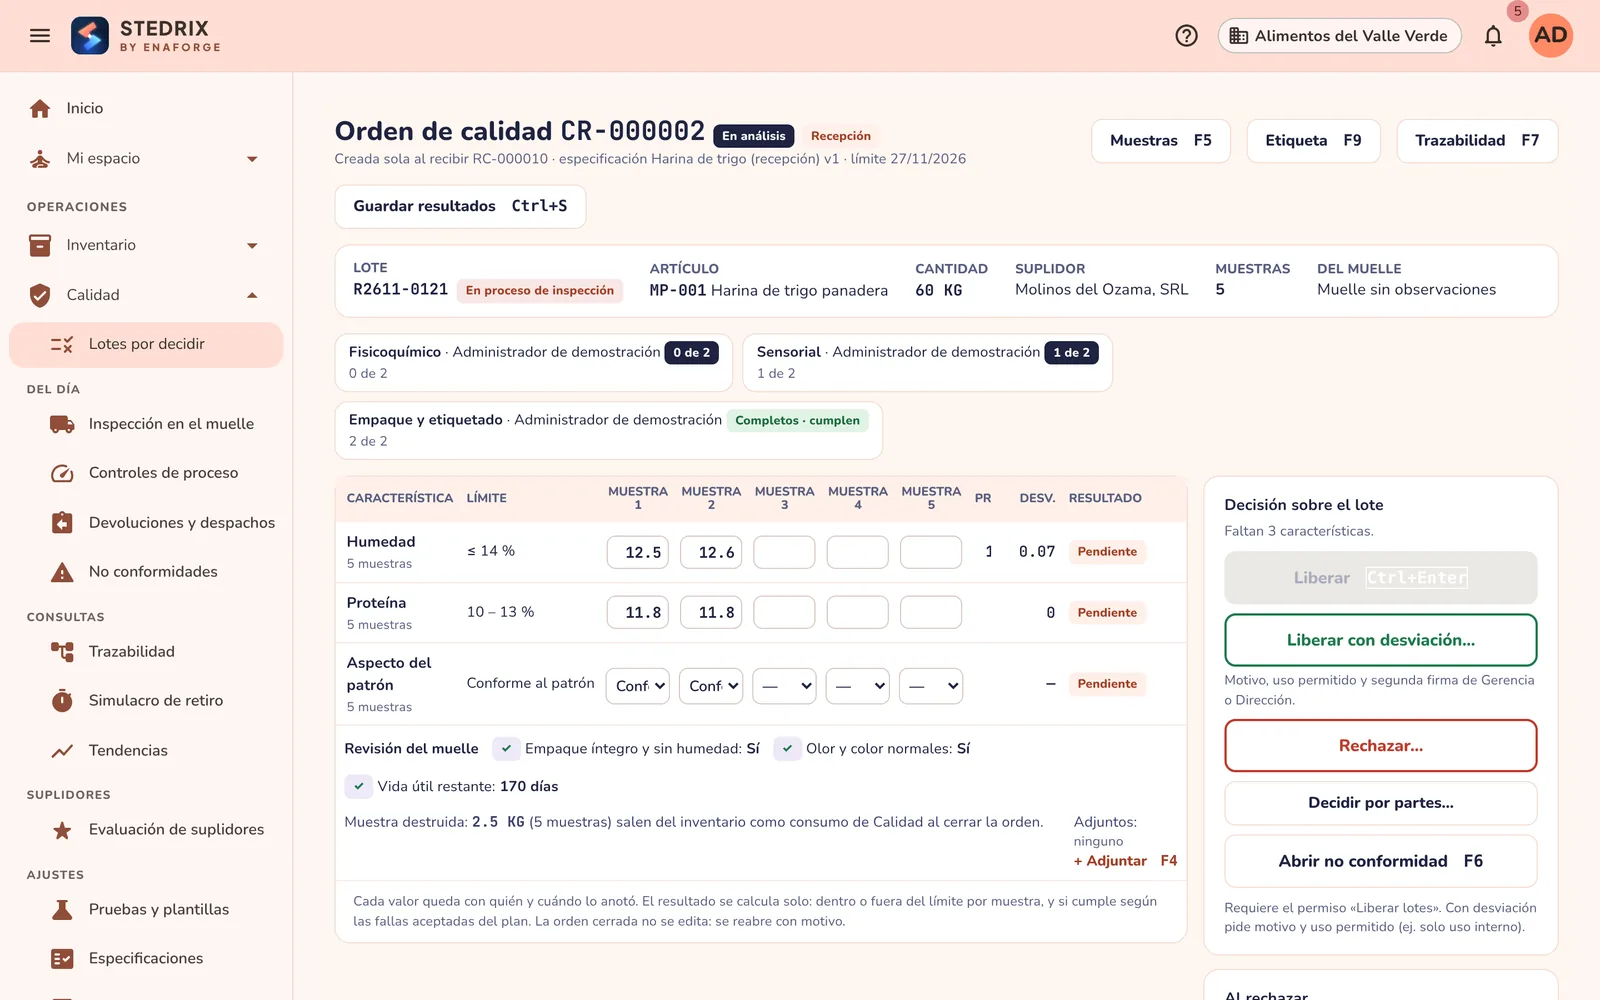 STEDRIX
BY ENAFORGE
Alimentos del Valle Verde
5
AD
Inicio
Mi espacio
OPERACIONES
Inventario
Calidad
Lotes por decidir
DEL DÍA
Inspección en el muelle
Controles de proceso
Devoluciones y despachos
No conformidades
CONSULTAS
Trazabilidad
Simulacro de retiro
Tendencias
SUPLIDORES
Evaluación de suplidores
AJUSTES
Pruebas y plantillas
Especificaciones
Orden de calidad CR-000002 En análisis Recepción
Creada sola al recibir RC-000010 · especificación Harina de trigo (recepción) v1 · límite 27/11/2026
Muestras F5
Etiqueta F9
Trazabilidad F7
Guardar resultados Ctrl+S
LOTE
R2611-0121 En proceso de inspección
ARTÍCULO
MP-001 Harina de trigo panadera
CANTIDAD
60 KG
SUPLIDOR
Molinos del Ozama, SRL
MUESTRAS
5
DEL MUELLE
Muelle sin observaciones
Fisicoquímico · Administrador de demostración 0 de 2
0 de 2
Sensorial · Administrador de demostración 1 de 2
1 de 2
Empaque y etiquetado · Administrador de demostración Completos · cumplen
2 de 2
CARACTERÍSTICA LÍMITE MUESTRA 1 MUESTRA 2 MUESTRA 3 MUESTRA 4 MUESTRA 5 PR DESV. RESULTADO
Humedad
5 muestras
≤ 14 % 12.5 12.6 1 0.07 Pendiente
Proteína
5 muestras
10 – 13 % 11.8 11.8 0 Pendiente
Aspecto del
patrón
5 muestras
Conforme al patrón Conf Conf — — — — Pendiente
Revisión del muelle Empaque íntegro y sin humedad: Sí Olor y color normales: Sí
Vida útil restante: 170 días
Muestra destruida: 2.5 KG (5 muestras) salen del inventario como consumo de Calidad al cerrar la orden.
Adjuntos:
ninguno
+ Adjuntar F4
Cada valor queda con quién y cuándo lo anotó. El resultado se calcula solo: dentro o fuera del límite por muestra, y si cumple según
las fallas aceptadas del plan. La orden cerrada no se edita: se reabre con motivo.
Decisión sobre el lote
Faltan 3 características.
Liberar Ctrl+Enter
Liberar con desviación...
Motivo, uso permitido y segunda firma de Gerencia
o Dirección.
Rechazar...
Decidir por partes...
Abrir no conformidad F6
Requiere el permiso «Liberar lotes». Con desviación
pide motivo y uso permitido (ej. solo uso interno).
Al rechazar